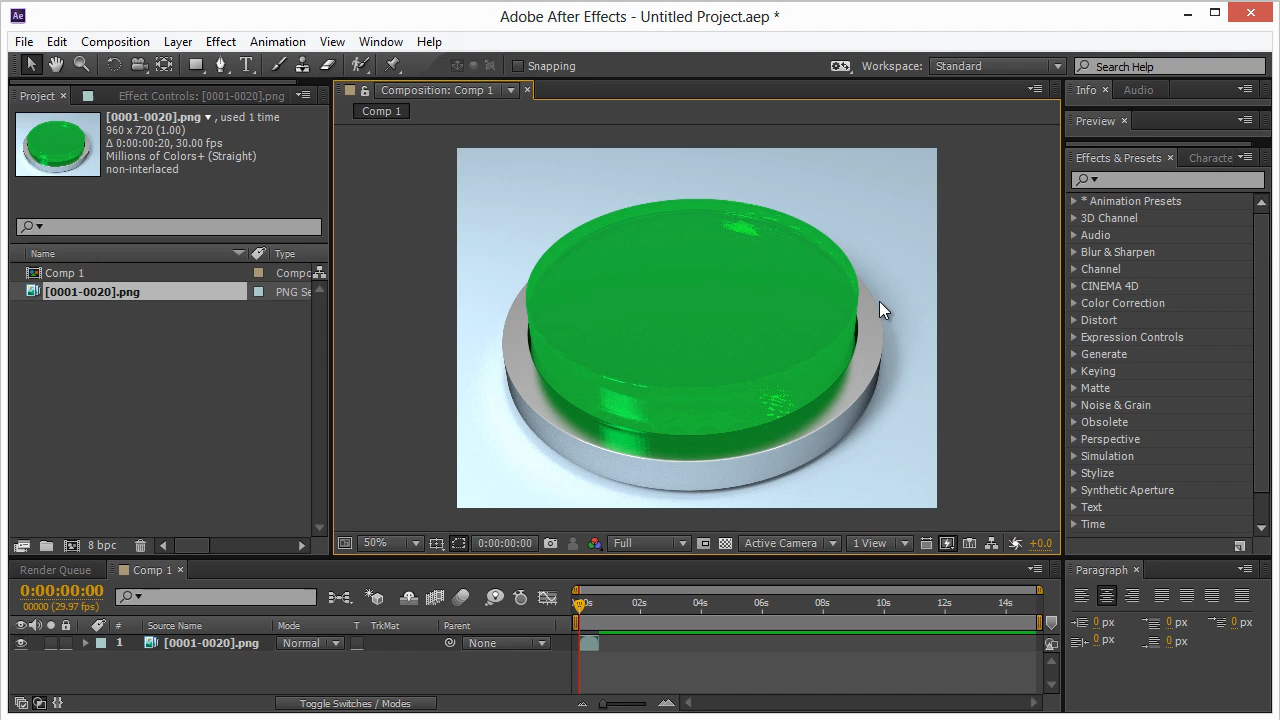 Ae
Adobe After Effects - Untitled Project.aep *
File Edit Composition Layer Effect Animation View Window Help
T Snapping Workspace: Standard Search Help
Project × Effect Controls: [0001-0020].png
[0001-0020].png ▼ , used 1 time
960 x 720 (1.00)
Δ 0:00:00:20, 30.00 fps
Millions of Colors+ (Straight)
non-interlaced
Name Type
Comp 1 Compo
[0001-0020].png PNG Se
8 bpc
Composition: Comp 1 ×
Comp 1
50% 0:00:00:00 Full Active Camera 1 View +0.0
Info × Audio
Preview ×
Effects & Presets × Characte
* Animation Presets
3D Channel
Audio
Blur & Sharpen
Channel
CINEMA 4D
Color Correction
Distort
Expression Controls
Generate
Keying
Matte
Noise & Grain
Obsolete
Perspective
Simulation
Stylize
Synthetic Aperture
Text
Time
Render Queue Comp 1 ×
0:00:00:00
00000 (29.97 fps)
# Source Name Mode T TrkMat Parent
1 [0001-0020].png Normal None
02s 04s 06s 08s 10s 12s 14s
Toggle Switches / Modes
Paragraph ×
0 px 0 px 0 px
0 px 0 px